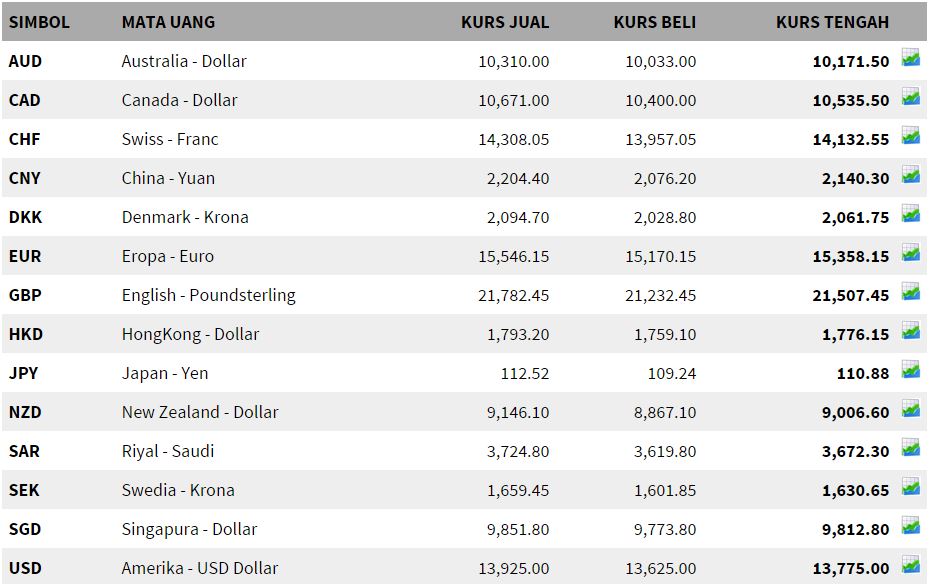 SIMBOL MATA UANG KURS JUAL KURS BELI KURS TENGAH
AUD Australia - Dollar 10,310.00 10,033.00 10,171.50
CAD Canada - Dollar 10,671.00 10,400.00 10,535.50
CHF Swiss - Franc 14,308.05 13,957.05 14,132.55
CNY China - Yuan 2,204.40 2,076.20 2,140.30
DKK Denmark - Krona 2,094.70 2,028.80 2,061.75
EUR Eropa - Euro 15,546.15 15,170.15 15,358.15
GBP English - Poundsterling 21,782.45 21,232.45 21,507.45
HKD HongKong - Dollar 1,793.20 1,759.10 1,776.15
JPY Japan - Yen 112.52 109.24 110.88
NZD New Zealand - Dollar 9,146.10 8,867.10 9,006.60
SAR Riyal - Saudi 3,724.80 3,619.80 3,672.30
SEK Swedia - Krona 1,659.45 1,601.85 1,630.65
SGD Singapura - Dollar 9,851.80 9,773.80 9,812.80
USD Amerika - USD Dollar 13,925.00 13,625.00 13,775.00